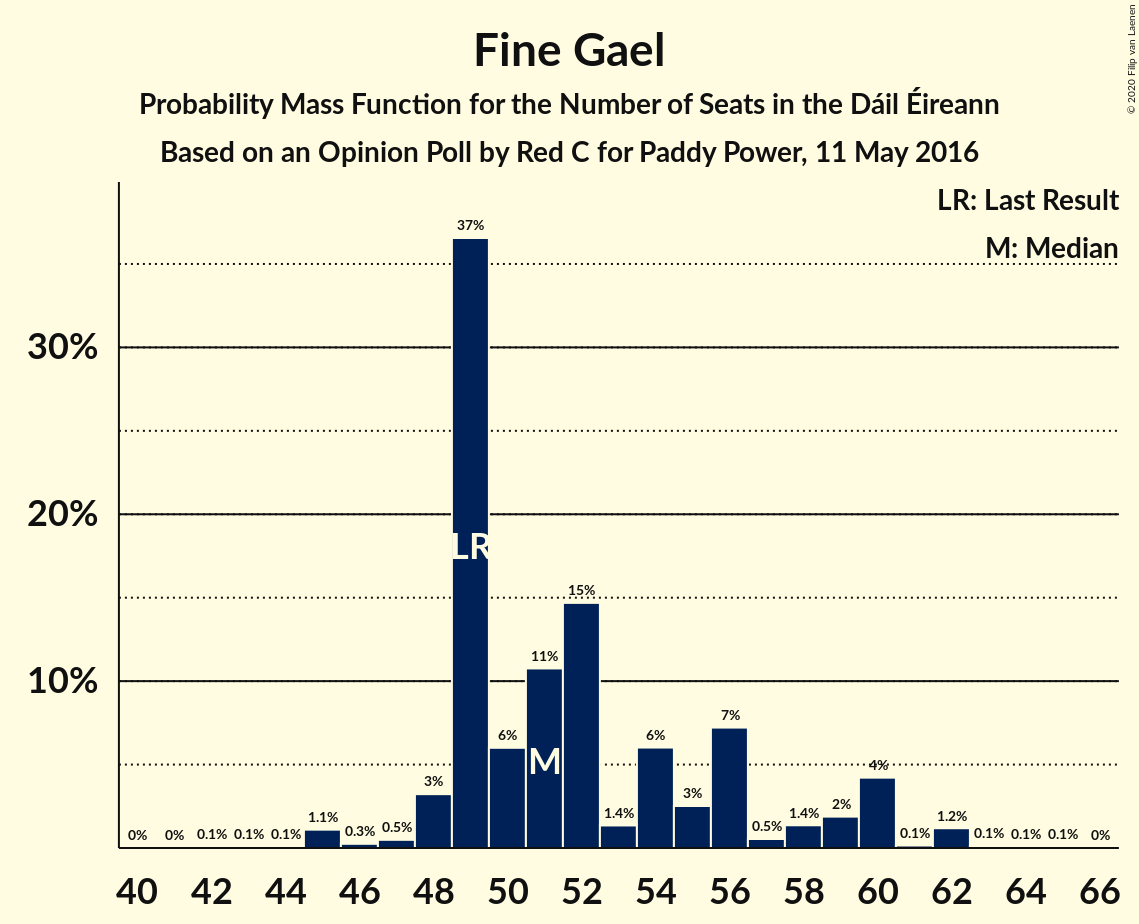 Fine Gael
Probability Mass Function for the Number of Seats in the Dáil Éireann
Based on an Opinion Poll by Red C for Paddy Power, 11 May 2016
© 2020 Filip van Laenen
LR: Last Result
M: Median
30%
20%
10%
0% 0% 0.1% 0.1% 0.1% 1.1% 0.3% 0.5% 3% 37% 6% 11% 15% 1.4% 6% 3% 7% 0.5% 1.4% 2% 4% 0.1% 1.2% 0.1% 0.1% 0.1% 0%
LR
M
40 42 44 46 48 50 52 54 56 58 60 62 64 66